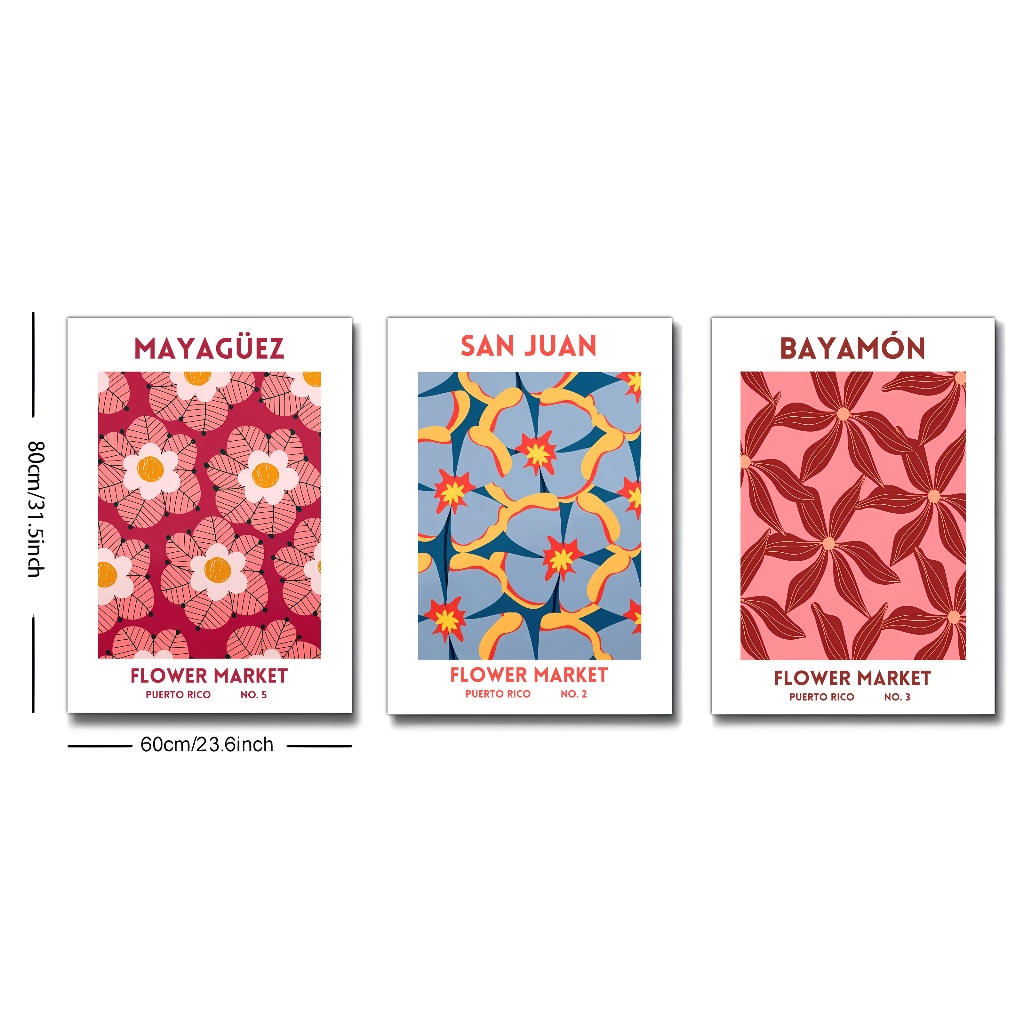 MAYAGÜEZ
FLOWER MARKET
PUERTO RICO NO. 5
SAN JUAN
FLOWER MARKET
PUERTO RICO NO. 2
BAYAMÓN
FLOWER MARKET
PUERTO RICO NO. 3
80cm/31.5inch
60cm/23.6inch